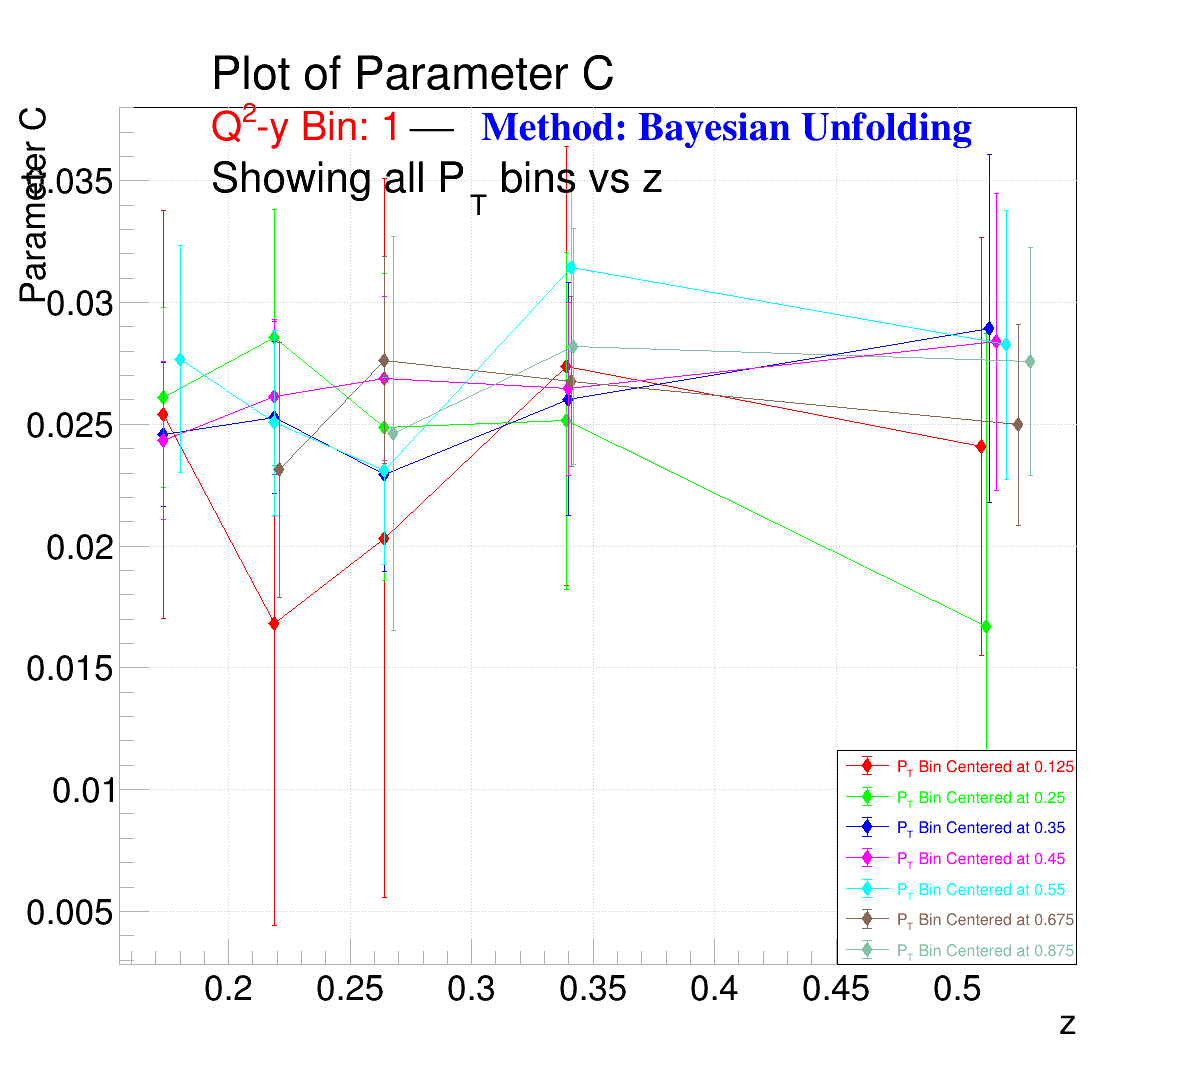 Plot of Parameter C
Q2-y Bin: 1 — Method: Bayesian Unfolding
Showing all P T bins vs z
Parameter C
0.035
0.03
0.025
0.02
0.015
0.01
0.005
PT Bin Centered at 0.125
PT Bin Centered at 0.25
PT Bin Centered at 0.35
PT Bin Centered at 0.45
PT Bin Centered at 0.55
PT Bin Centered at 0.675
PT Bin Centered at 0.875
0.2 0.25 0.3 0.35 0.4 0.45 0.5
z